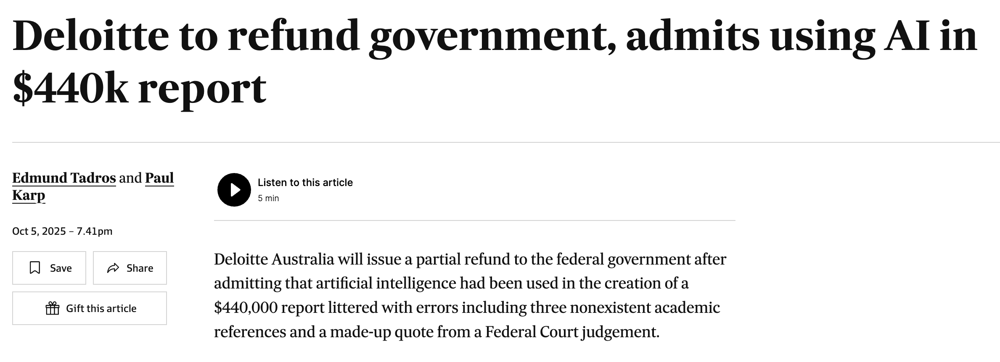 Deloitte to refund government, admits using AI in
$440k report
Edmund Tadros and Paul
Karp
Oct 5, 2025 – 7.41pm
Save
Share
Gift this article
Listen to this article
5 min
Deloitte Australia will issue a partial refund to the federal government after
admitting that artificial intelligence had been used in the creation of a
$440,000 report littered with errors including three nonexistent academic
references and a made-up quote from a Federal Court judgement.